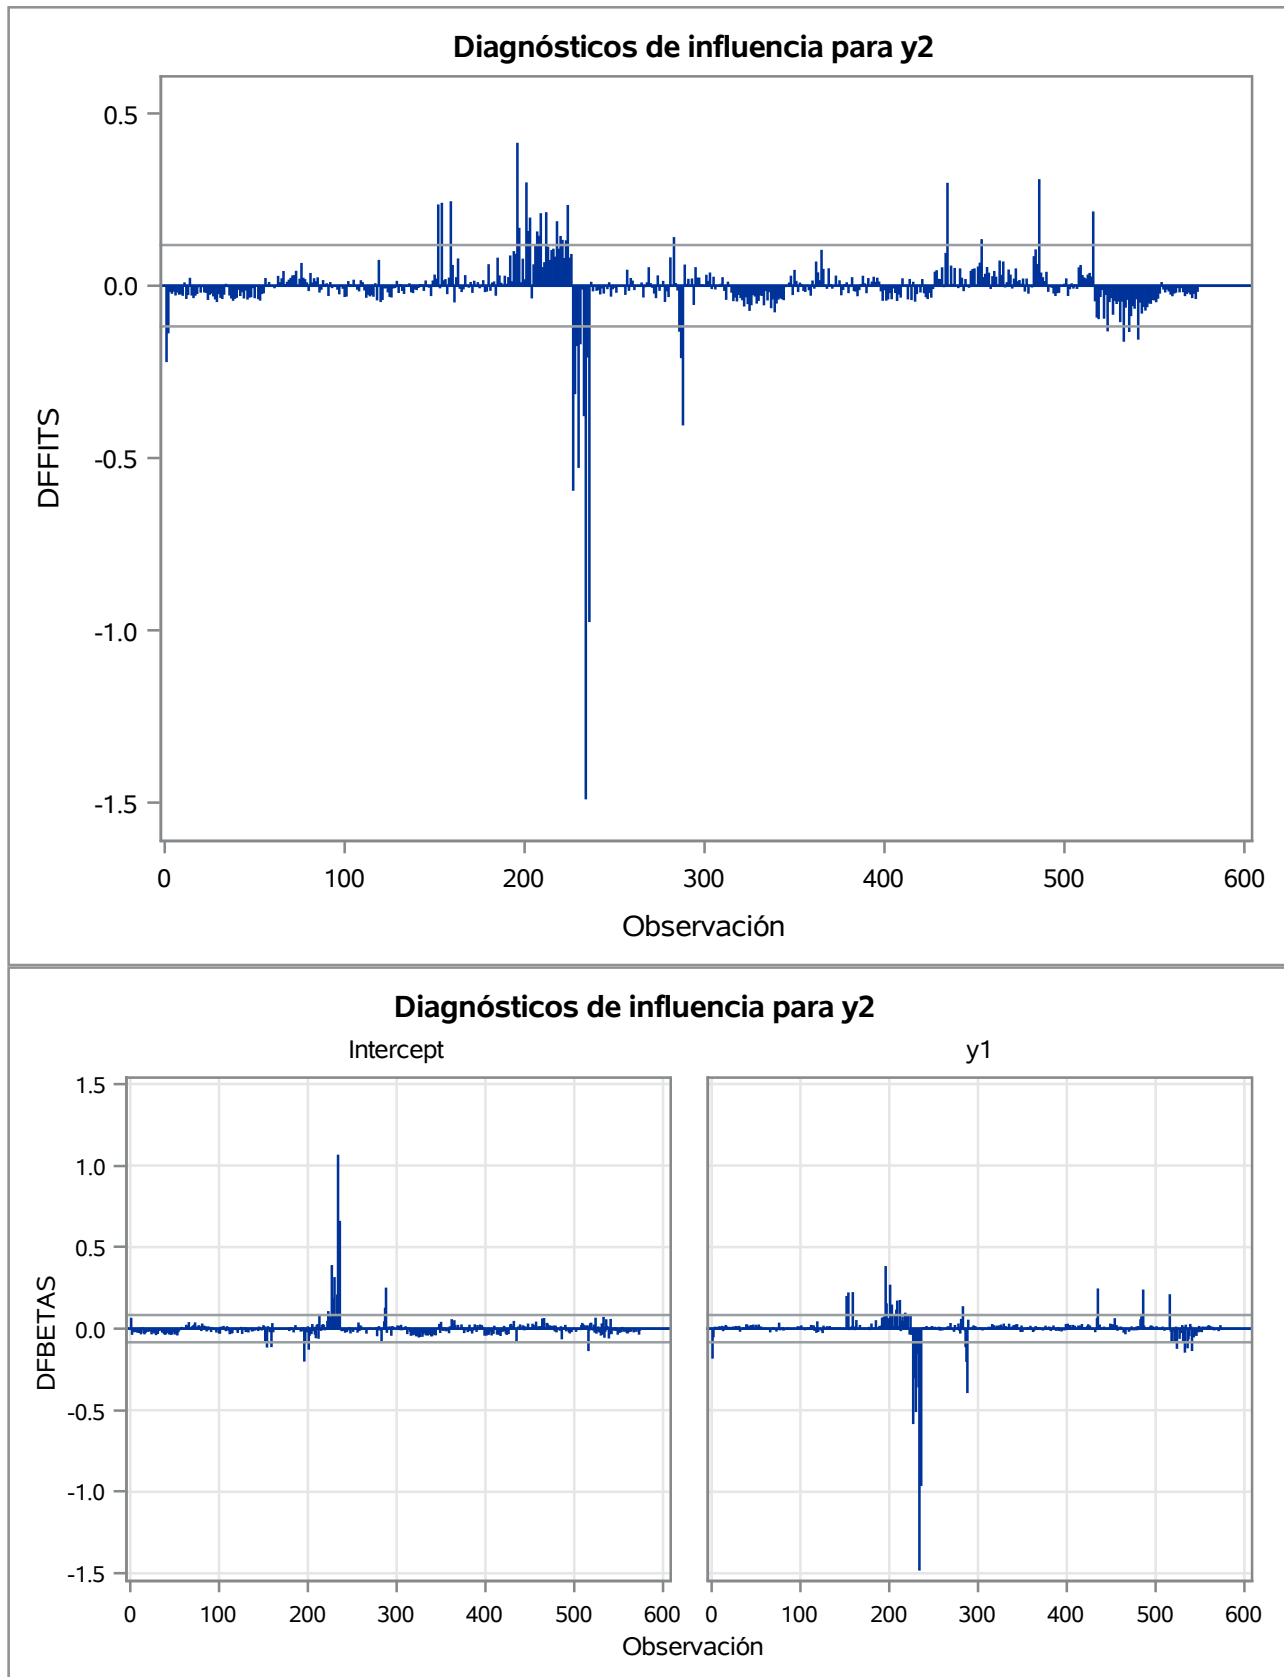 Diagnósticos de influencia para y2
0.5
0.0
-0.5
-1.0
-1.5
DFFITS
0 100 200 300 400 500 600
Observación
Diagnósticos de influencia para y2
Intercept y1
1.5
1.0
0.5
0.0
-0.5
-1.0
-1.5
DFBETAS
0 100 200 300 400 500 600 0 100 200 300 400 500 600
Observación